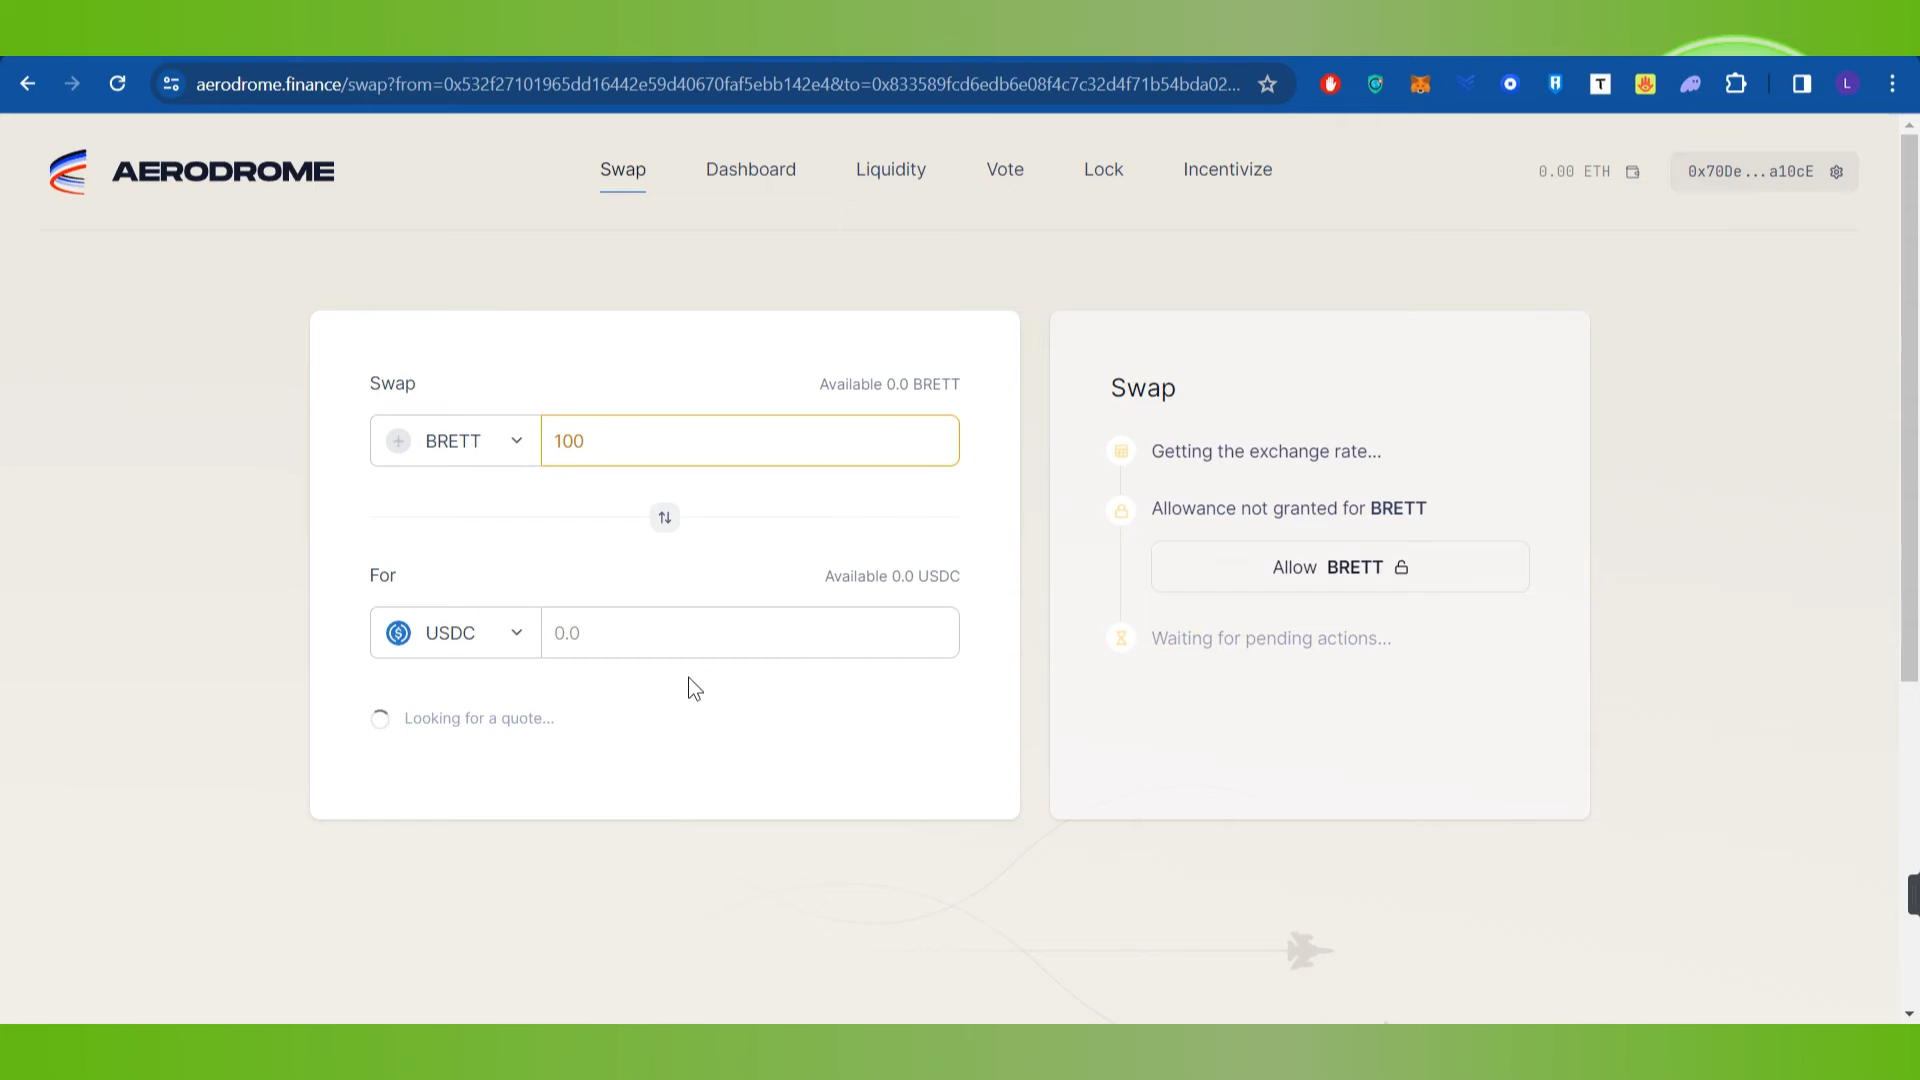 aerodrome.finance/swap?from=0x532f27101965dd16442e59d40670faf5ebb142e4&to=0x833589fcd6edb6e08f4c7c32d4f71b54bda02...
T
L
AERODROME
Swap
Dashboard
Liquidity
Vote
Lock
Incentivize
0.00 ETH
0x70De...a10cE
Swap
Available 0.0 BRETT
BRETT
100
For
Available 0.0 USDC
USDC
0.0
Looking for a quote...
Swap
Getting the exchange rate...
Allowance not granted for BRETT
Allow BRETT
Waiting for pending actions...